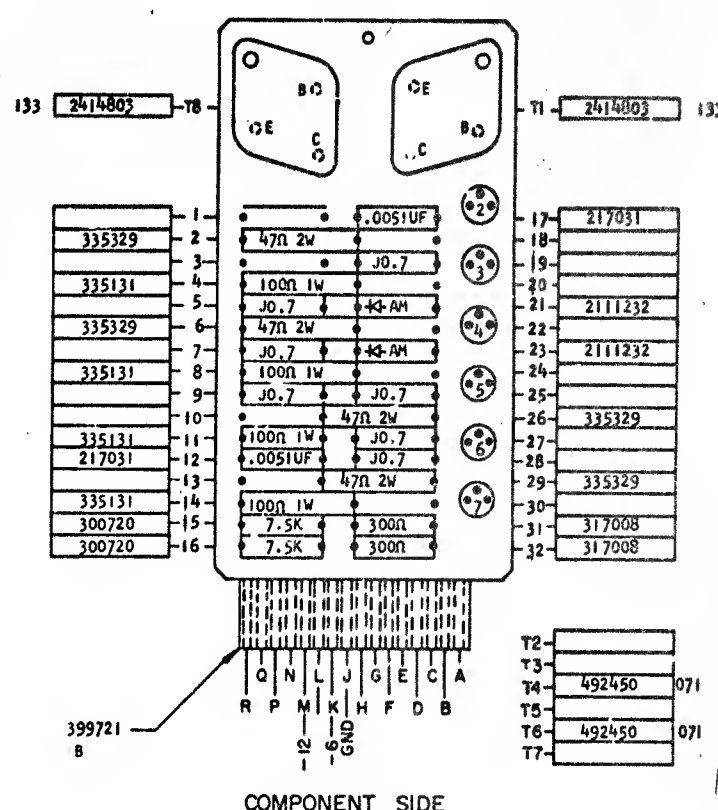 133 2414803 T8
B E C
E B C
T1 2414803 133
1 .0051UF 17 217031
2
335329 2 47Ω 2W 18
3 J0.7 19
3
335131 4 100Ω 1W 20
5 J0.7 AM 21 2111232
335329 6 47Ω 2W 22
4
7 J0.7 AM 23 2111232
335131 8 100Ω 1W 24
5
9 J0.7 J0.7 25
10 47Ω 2W 26 335329
335131 11 100Ω 1W J0.7 27
6
217031 12 .0051UF J0.7 28
13 47Ω 2W 29 335329
335131 14 100Ω 1W 30
7
300720 15 7.5K 300Ω 31 317008
300720 16 7.5K 300Ω 32 317008
Q N L J G E C A
R P M K H F D B
-12 -6 GND
399721
B
T2
T3
T4 492450 071
T5
T6 492450 071
T7
COMPONENT SIDE